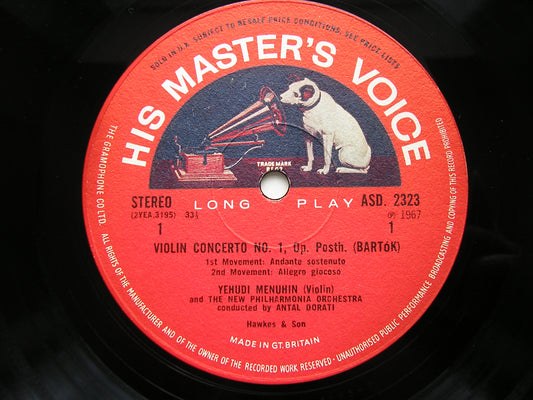 SOLD IN U.K. SUBJECT TO RESALE PRICE CONDITIONS, SEE PRICE LISTS
HIS MASTER'S VOICE
TRADE MARK
STEREO LONG PLAY ASD. 2323
(2YEA.3195) 33⅓ ℗ 1967
1 1
VIOLIN CONCERTO NO. 1, Op. Posth. (BARTóK)
1st Movement: Andante sostenuto
2nd Movement: Allegro giocoso
YEHUDI MENUHIN (Violin)
and THE NEW PHILHARMONIA ORCHESTRA
conducted by ANTAL DORATI
Hawkes & Son
MADE IN GT. BRITAIN
THE GRAMOPHONE CO. LTD. ALL RIGHTS OF THE MANUFACTURER AND OF THE OWNER OF THE RECORDED WORK RESERVED · UNAUTHORISED PUBLIC PERFORMANCE BROADCASTING AND COPYING OF THIS RECORD PROHIBITED